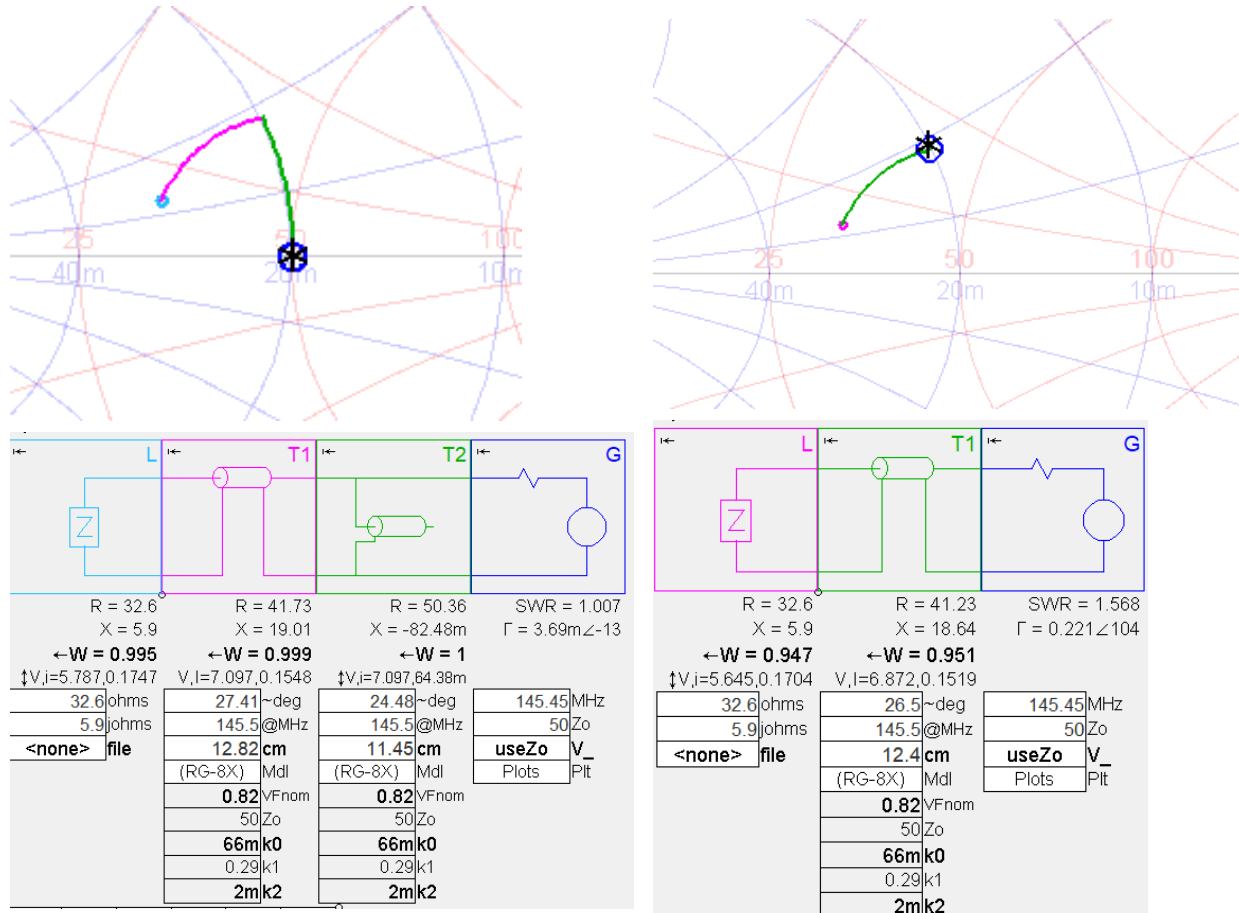 25 50 100
40m 20m 10m
25 50 100
40m 20m 10m
L T1 T2 G
Z
R = 32.6 R = 41.73 R = 50.36 SWR = 1.007
X = 5.9 X = 19.01 X = -82.48m Γ = 3.69m∠-13
←W = 0.995 ←W = 0.999 ←W = 1
↕V,i=5.787,0.1747 V,I=7.097,0.1548 ↕V,i=7.097,64.38m
32.6 ohms 27.41 ~deg 24.48 ~deg 145.45 MHz
5.9 johms 145.5 @MHz 145.5 @MHz 50 Zo
<none> file 12.82 cm 11.45 cm useZo V_
(RG-8X) Mdl (RG-8X) Mdl Plots Plt
0.82 VFnom 0.82 VFnom
50 Zo 50 Zo
66m k0 66m k0
0.29 k1 0.29 k1
2m k2 2m k2
L T1 G
Z
R = 32.6 R = 41.23 SWR = 1.568
X = 5.9 X = 18.64 Γ = 0.221∠104
←W = 0.947 ←W = 0.951
↕V,i=5.645,0.1704 V,I=6.872,0.1519
32.6 ohms 26.5 ~deg 145.45 MHz
5.9 johms 145.5 @MHz 50 Zo
<none> file 12.4 cm useZo V_
(RG-8X) Mdl Plots Plt
0.82 VFnom
50 Zo
66m k0
0.29 k1
2m k2